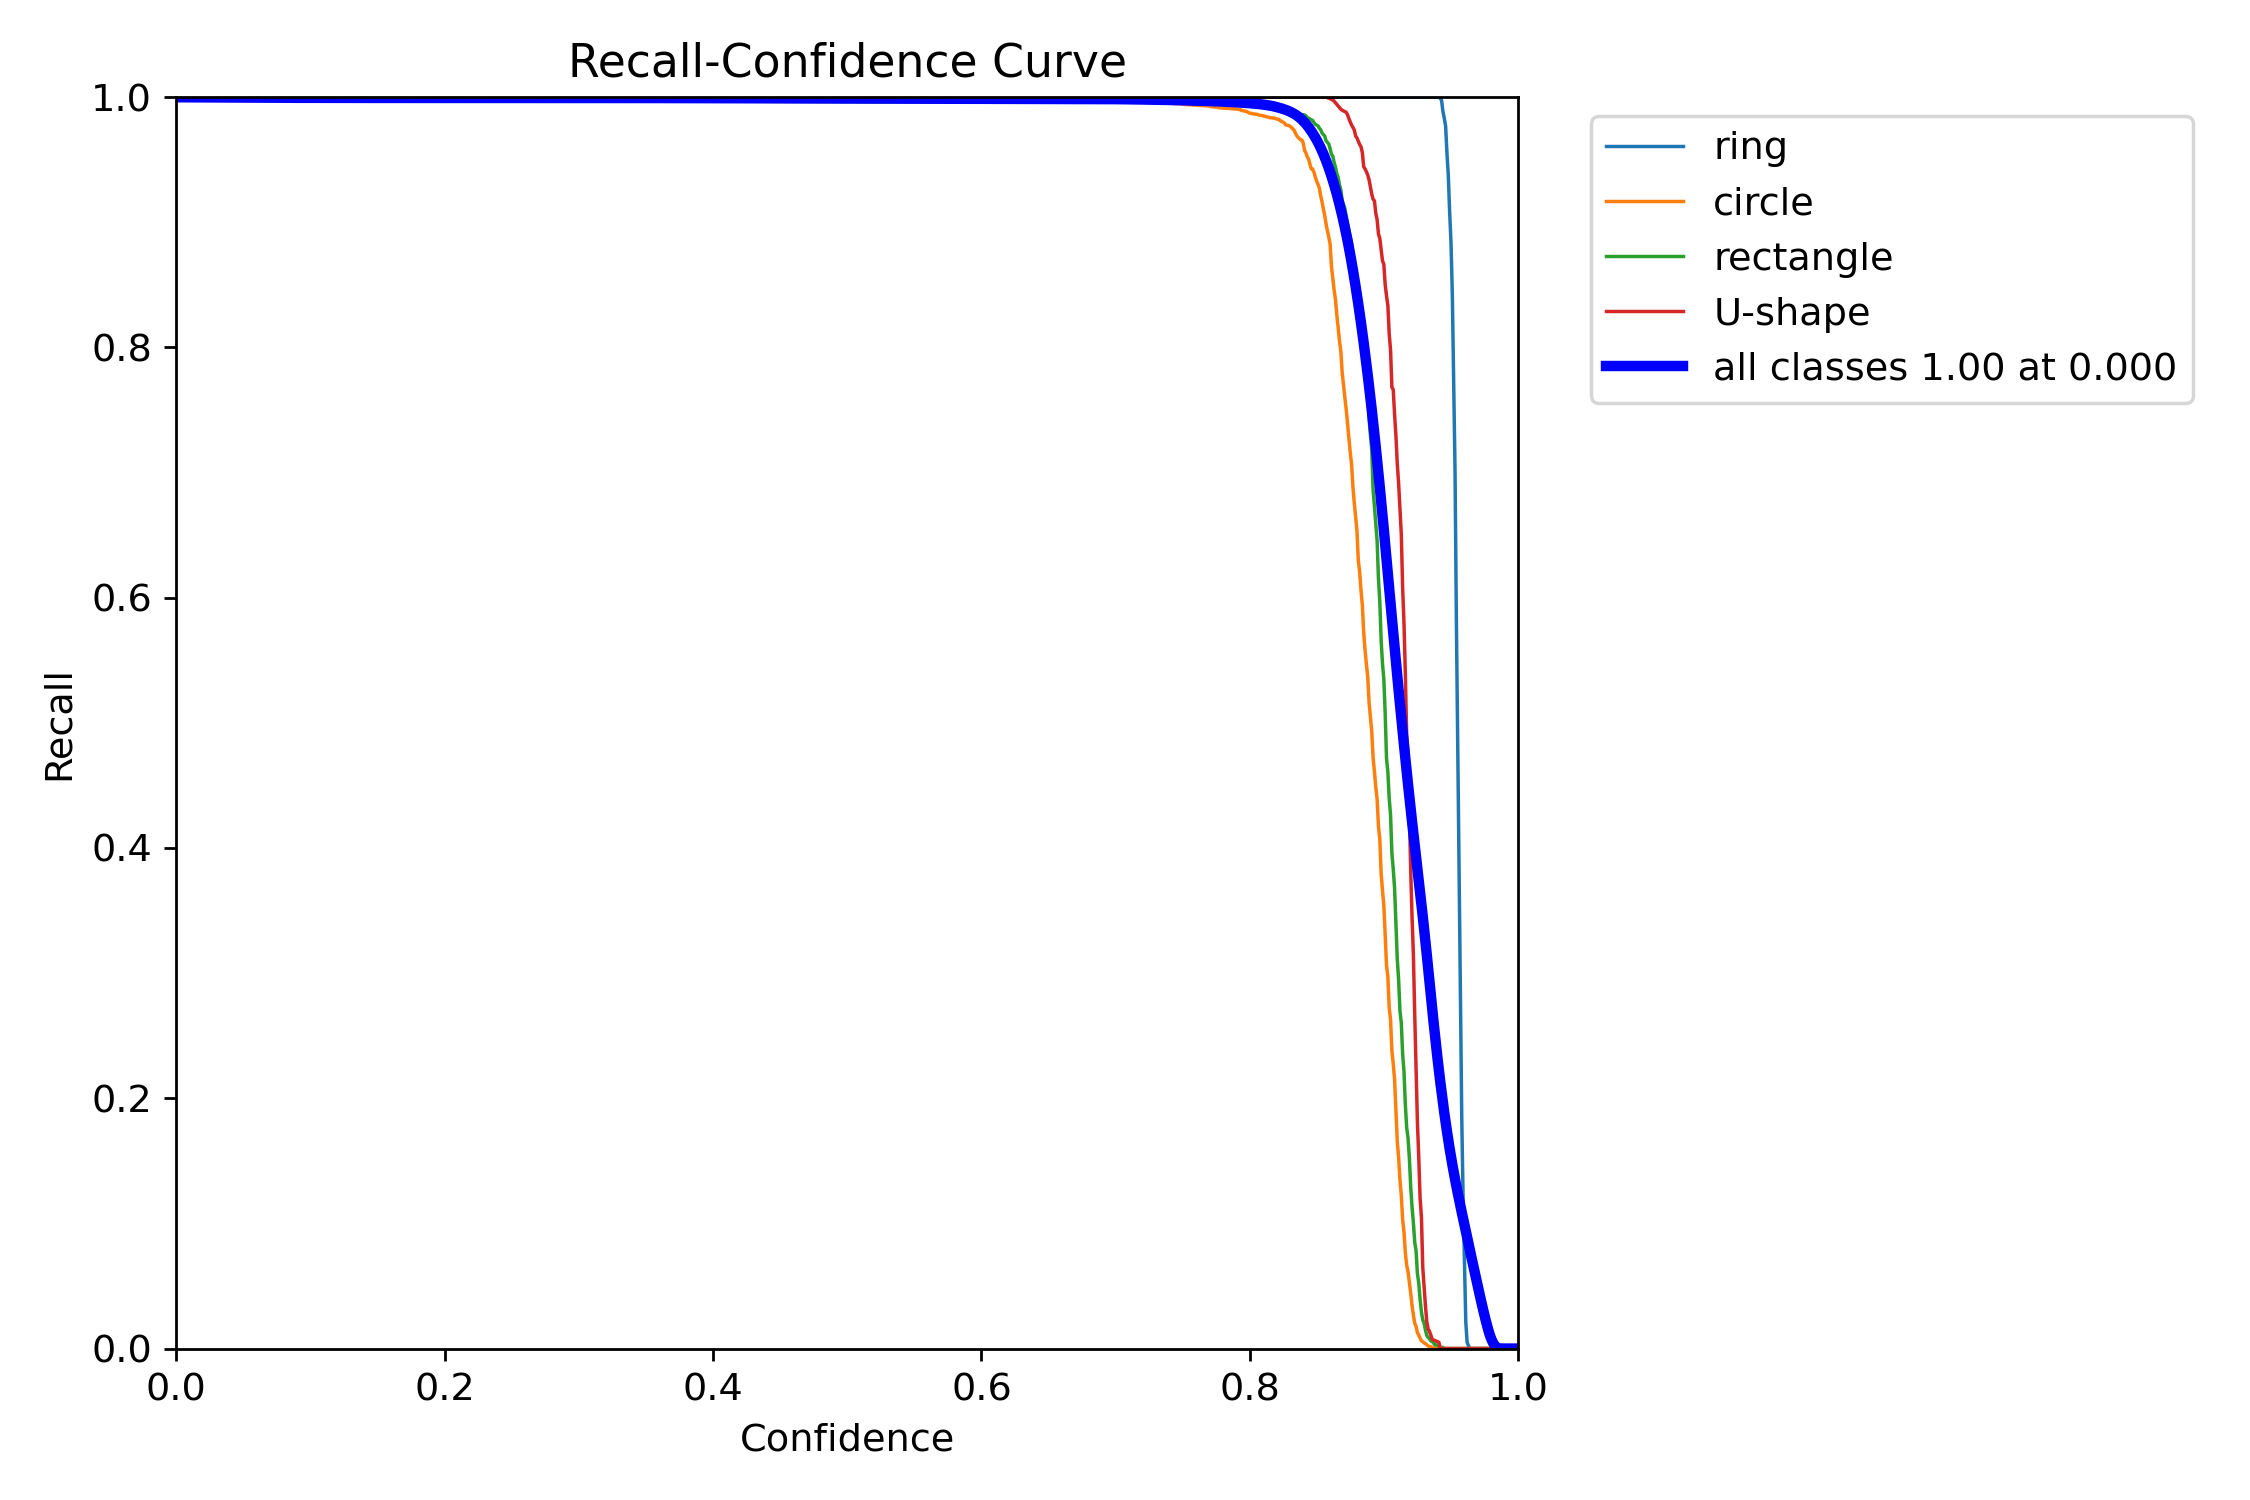 Recall-Confidence Curve
1.0
0.8
0.6
0.4
0.2
0.0
Recall
0.0 0.2 0.4 0.6 0.8 1.0
Confidence
ring
circle
rectangle
U-shape
all classes 1.00 at 0.000